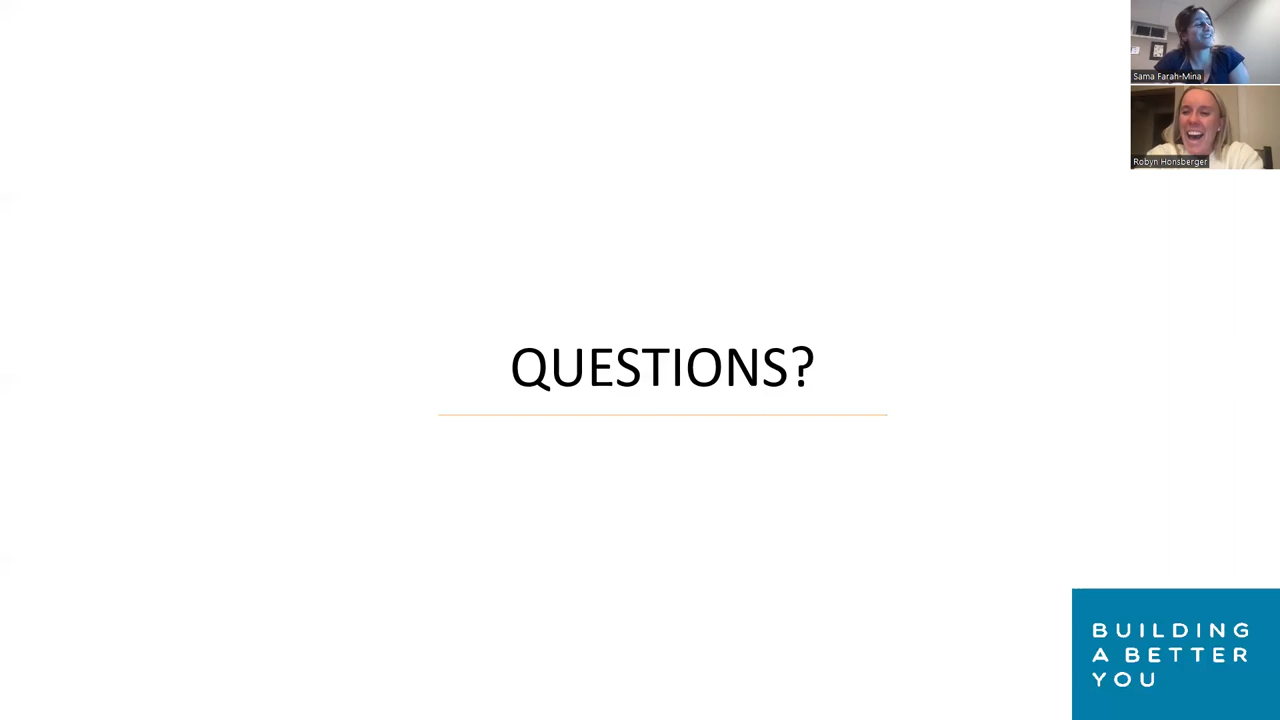 Sama Farah-Mina
Robyn Honsberger
QUESTIONS?
BUILDING
A BETTER
YOU